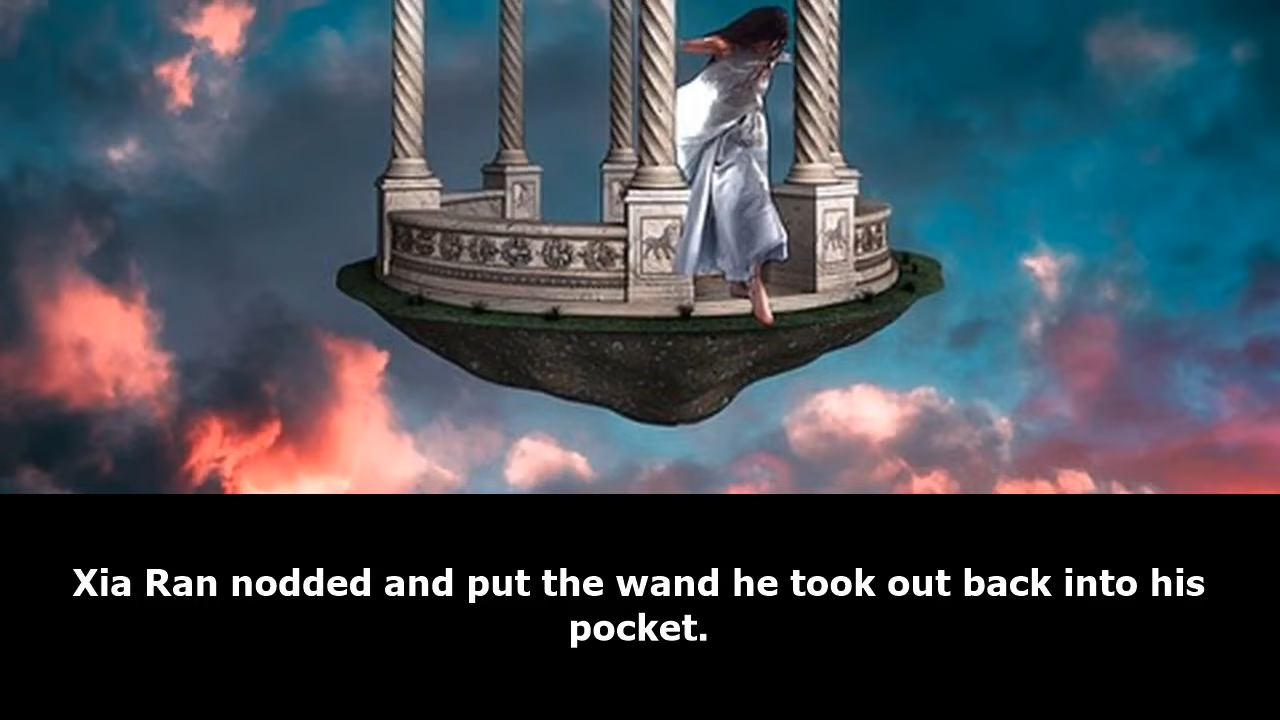 Xia Ran nodded and put the wand he took out back into his
pocket.